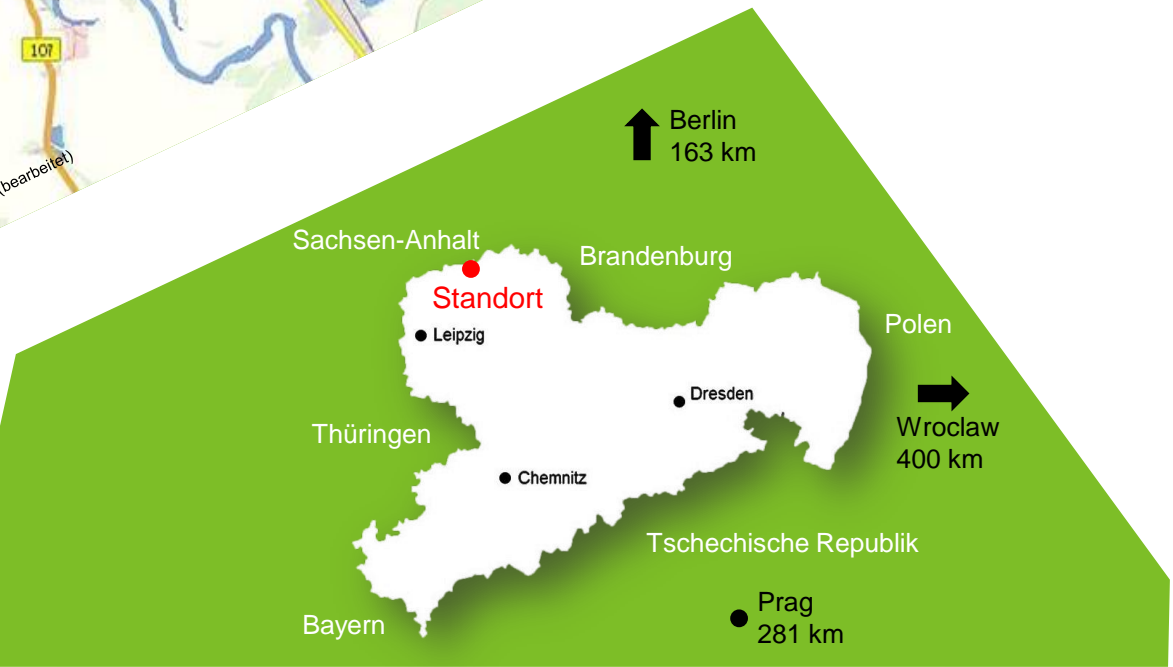 107
(bearbeitet)
Berlin
163 km
Sachsen-Anhalt
Brandenburg
Standort
Polen
Leipzig
Dresden
Thüringen
Wroclaw
400 km
Chemnitz
Tschechische Republik
Prag
281 km
Bayern